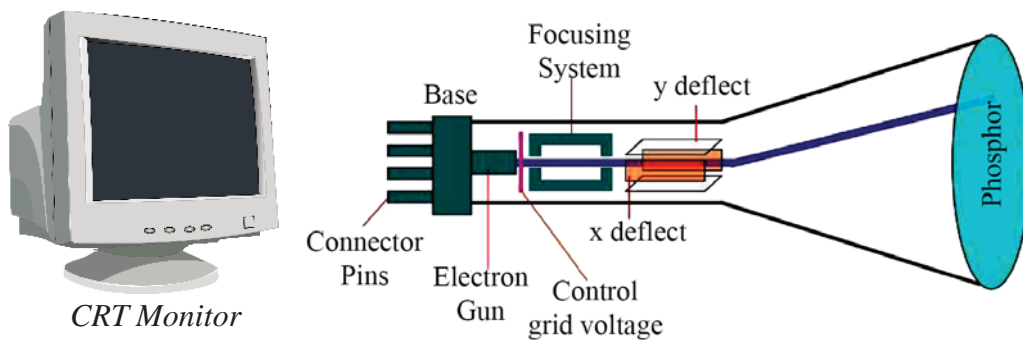 Focusing
System
Base
y deflect
Phosphor
x deflect
Connector
Pins
Electron
Gun
Control
grid voltage
CRT Monitor